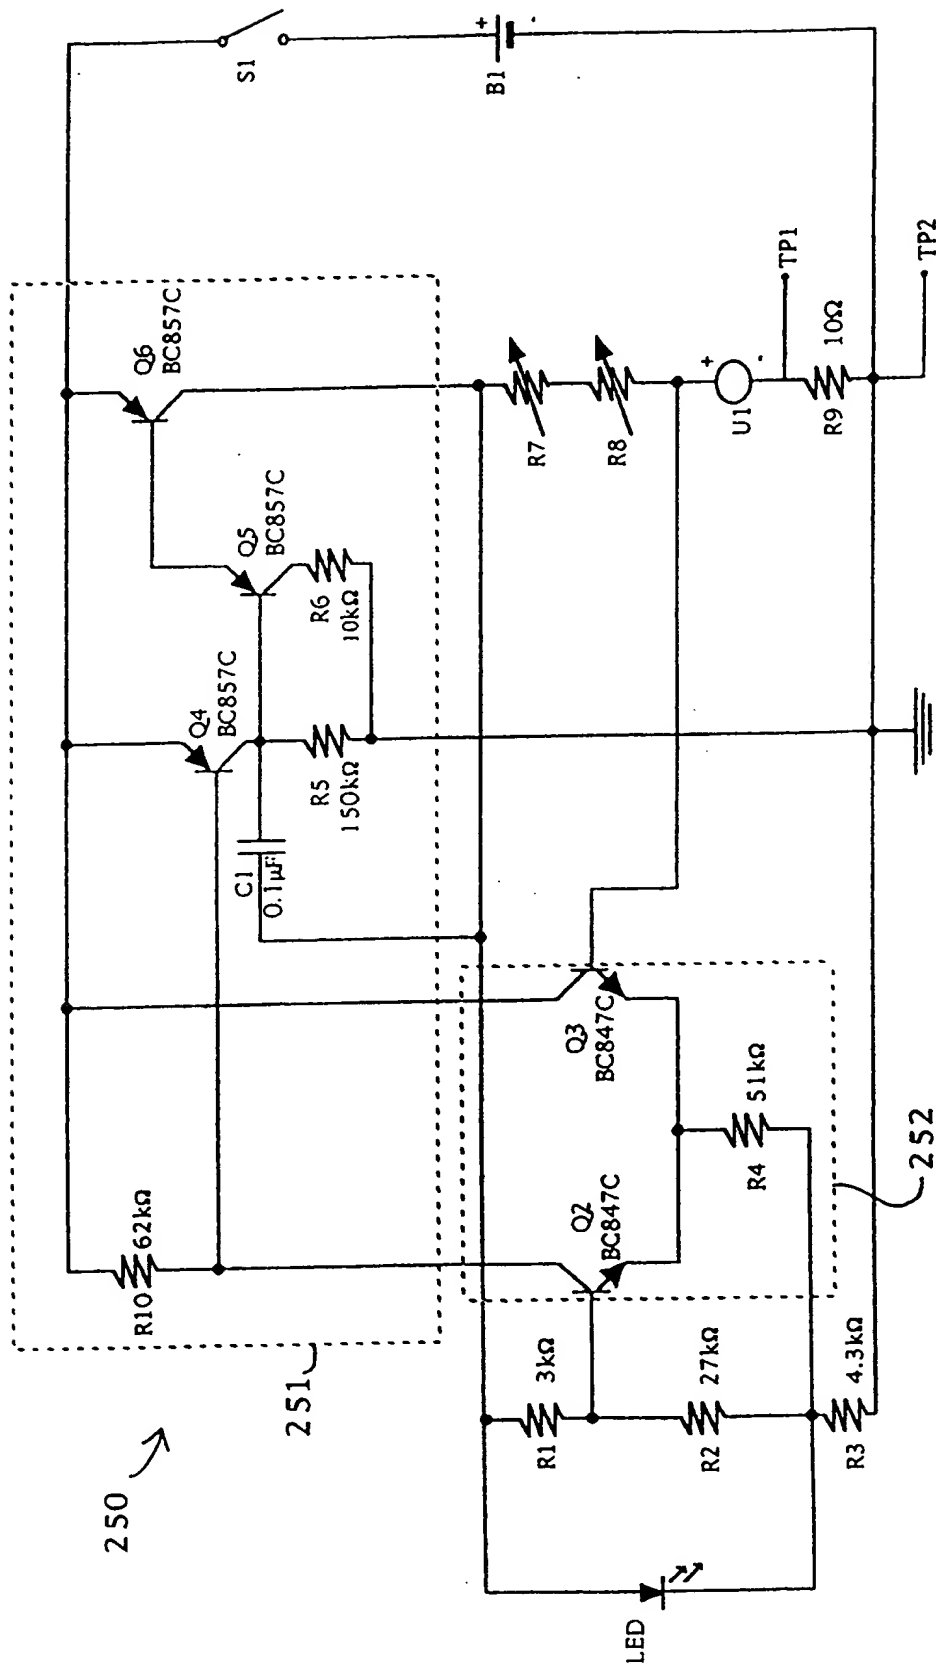 250
251
R10
62kΩ
Q4
BC857C
Q5
BC857C
Q6
BC857C
C1
0.1µF
R5
150kΩ
R6
10kΩ
S1
+
B1
LED
R1
3kΩ
R2
27kΩ
R3
4.3kΩ
Q2
BC847C
Q3
BC847C
R4
51kΩ
252
R7
R8
+
U1
TP1
R9
10Ω
TP2